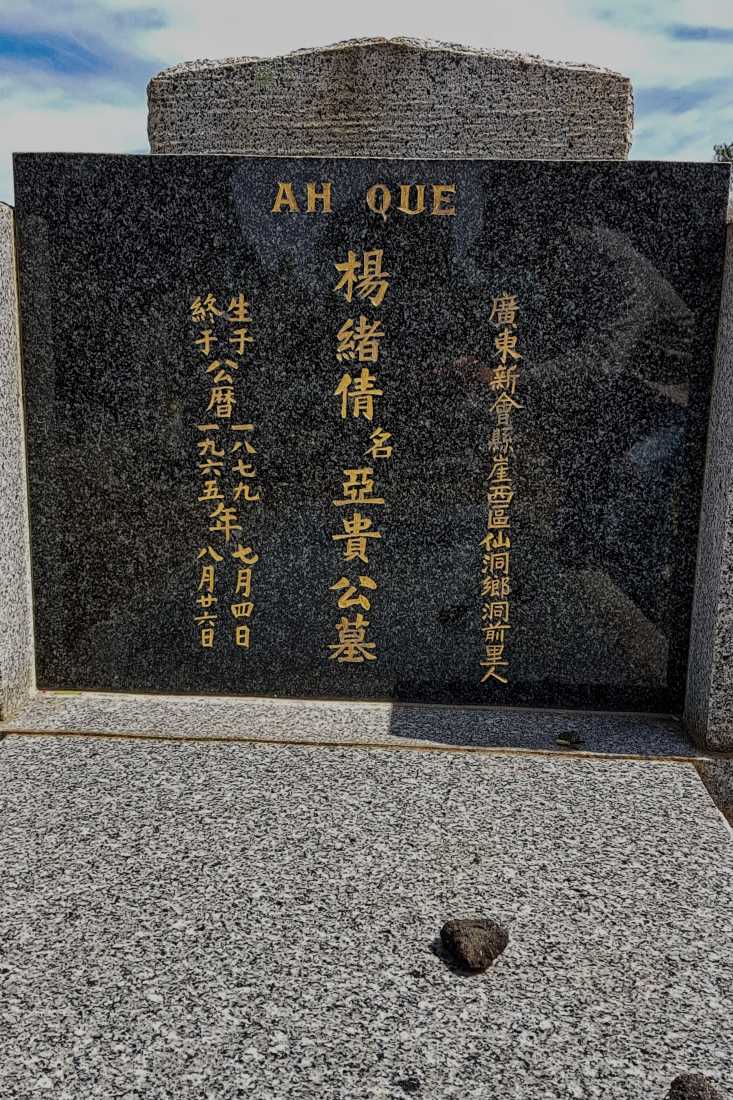 AH QUE
廣東新會縣崖西區仙洞鄉洞前里人
楊緒倩名亞貴公墓
生于公曆一八七九年七月四日
終于公曆一九六五年八月廿六日